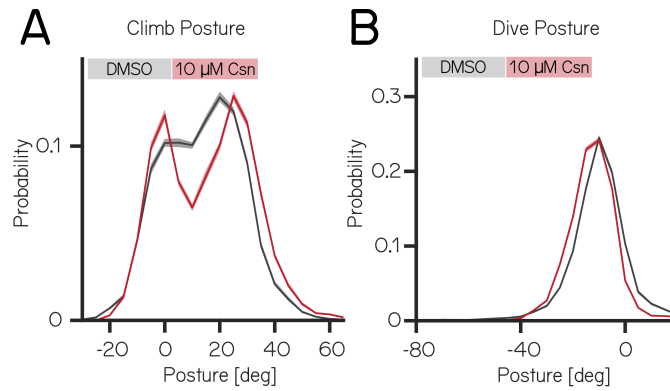 A
Climb Posture
DMSO
10 µM Csn
Probability
0.1
0
-20
0
20
40
60
Posture [deg]
B
Dive Posture
DMSO
10 µM Csn
Probability
0.3
0.2
0.1
0
-80
-40
0
Posture [deg]